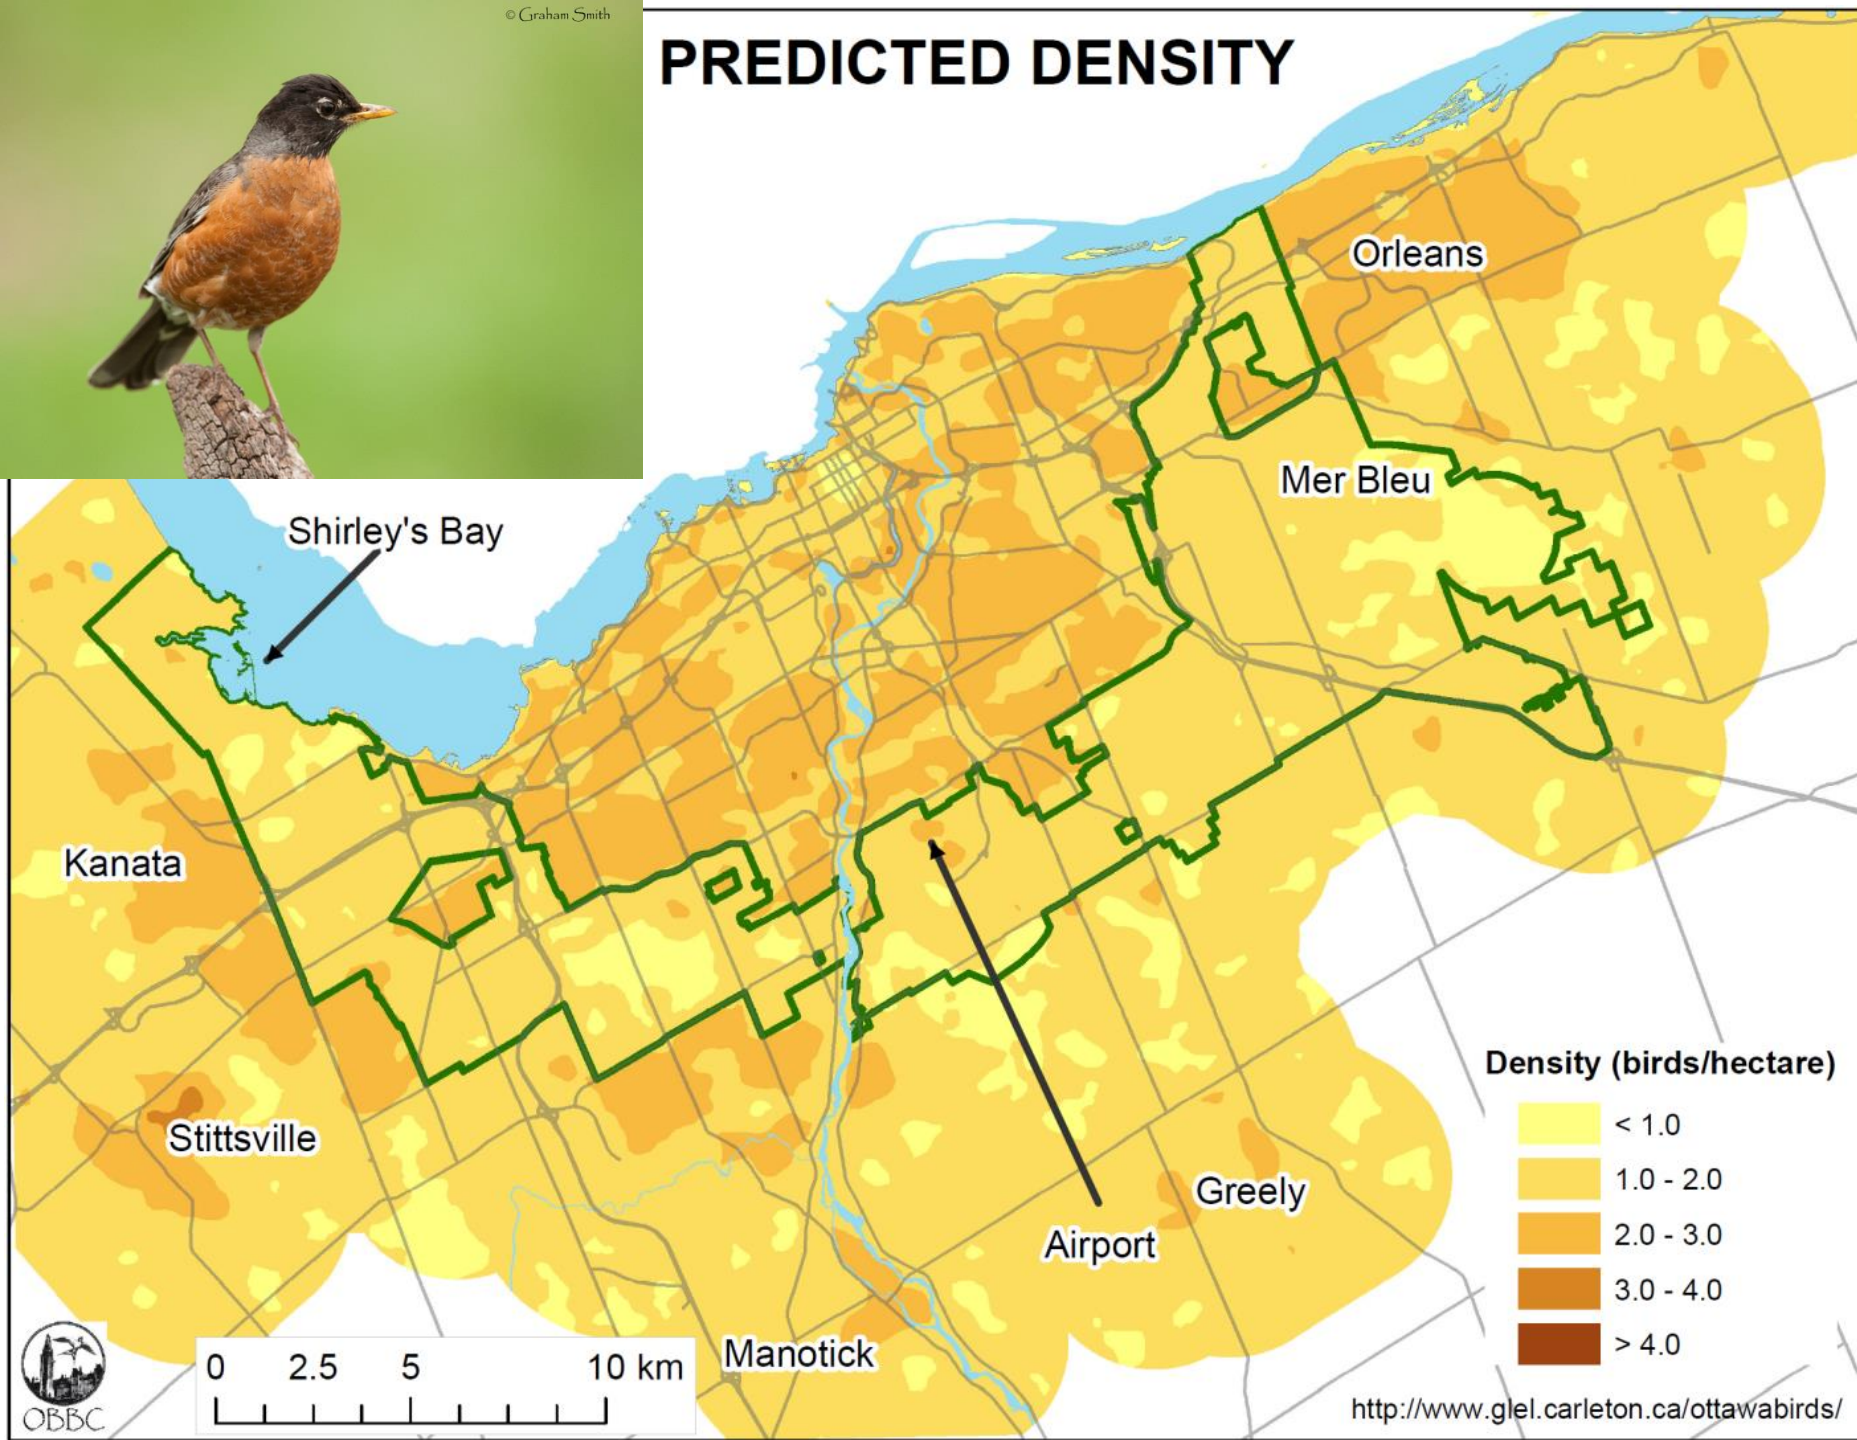 © Graham Smith
PREDICTED DENSITY
Orleans
Mer Bleu
Shirley's Bay
Kanata
Stittsville
Greely
Airport
Manotick
Density (birds/hectare)
< 1.0
1.0 - 2.0
2.0 - 3.0
3.0 - 4.0
> 4.0
0 2.5 5 10 km
OBBC
http://www.glel.carleton.ca/ottawabirds/